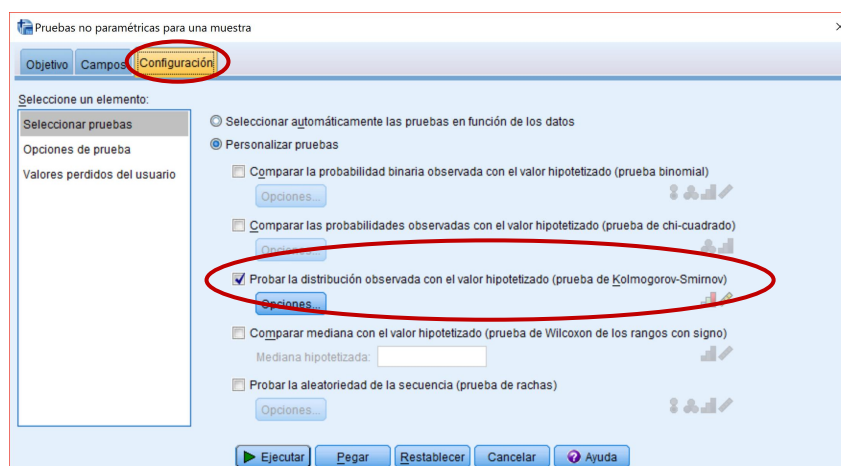 Pruebas no paramétricas para una muestra
Objetivo Campos Configuración
Seleccione un elemento:
Seleccionar pruebas
Opciones de prueba
Valores perdidos del usuario
Seleccionar automáticamente las pruebas en función de los datos
Personalizar pruebas
Comparar la probabilidad binaria observada con el valor hipotetizado (prueba binomial)
Opciones...
Comparar las probabilidades observadas con el valor hipotetizado (prueba de chi-cuadrado)
Opciones...
Probar la distribución observada con el valor hipotetizado (prueba de Kolmogorov-Smirnov)
Opciones...
Comparar mediana con el valor hipotetizado (prueba de Wilcoxon de los rangos con signo)
Mediana hipotetizada:
Probar la aleatoriedad de la secuencia (prueba de rachas)
Opciones...
Ejecutar Pegar Restablecer Cancelar Ayuda